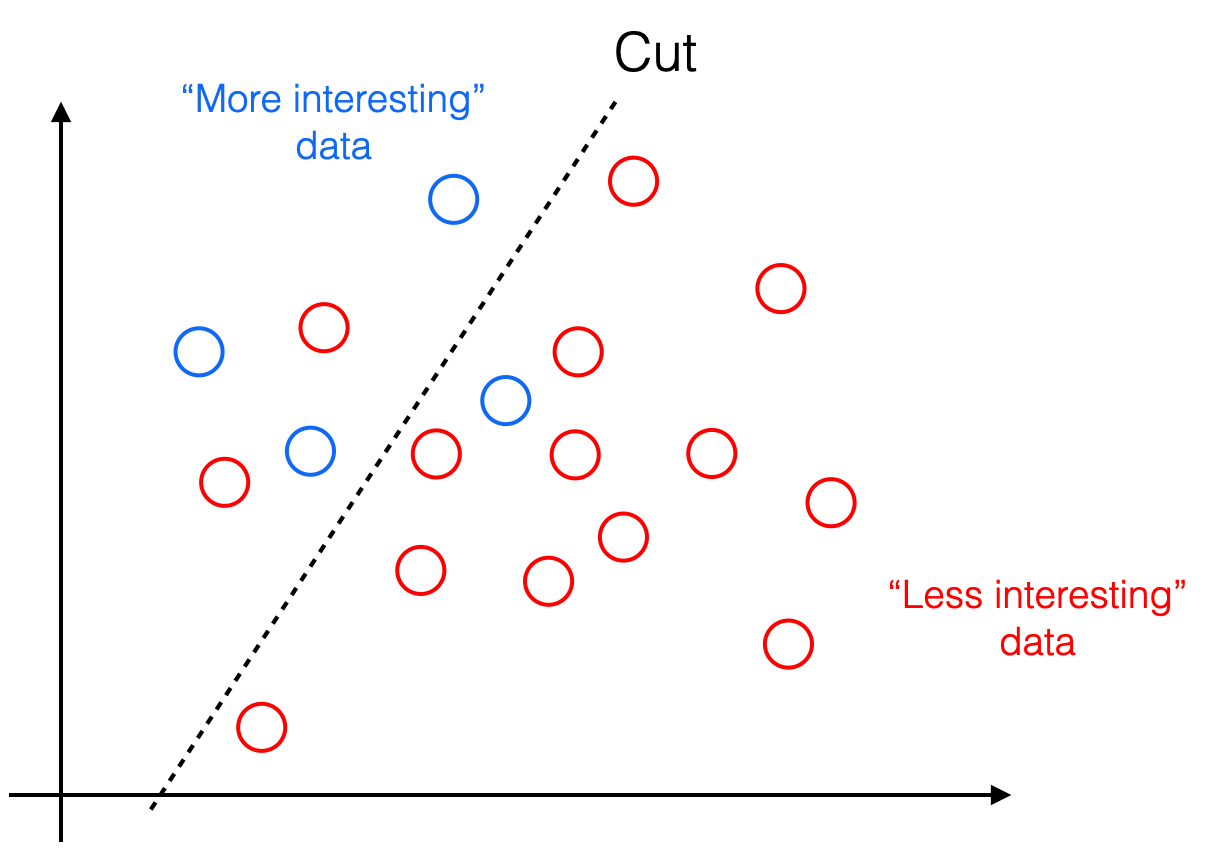 Cut
“More interesting”
data
“Less interesting”
data